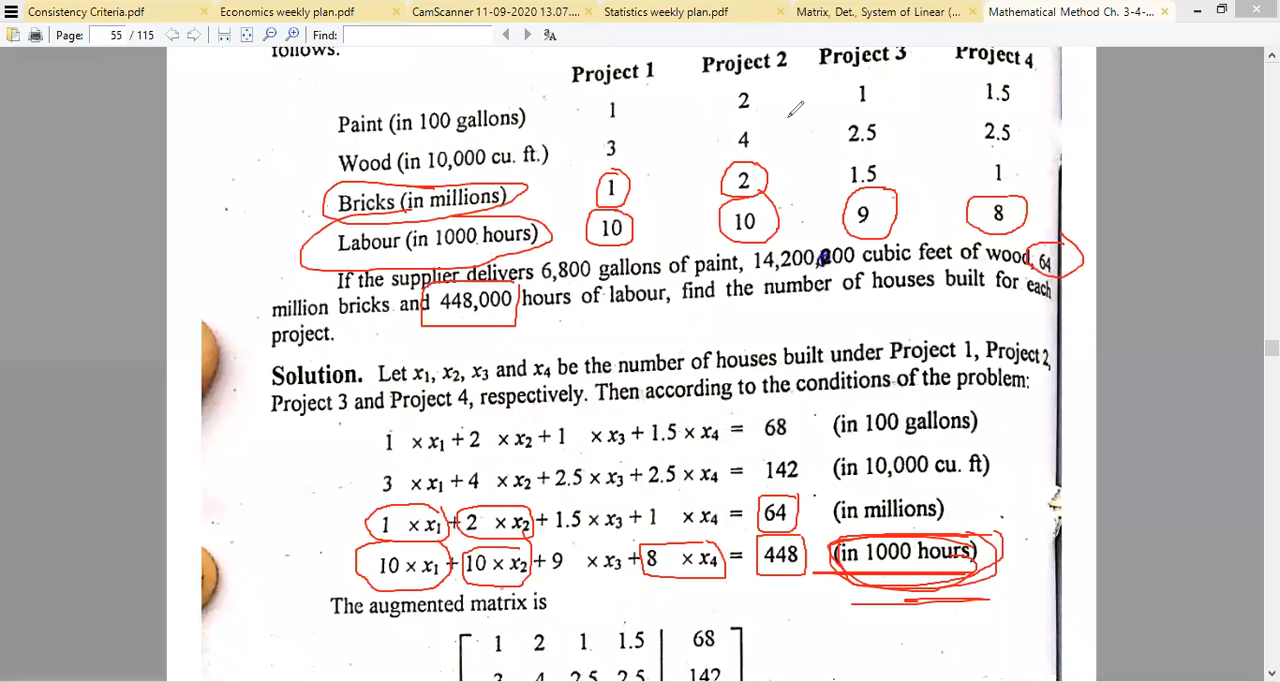 Consistency Criteria.pdf × Economics weekly plan.pdf × CamScanner 11-09-2020 13.07.... × Statistics weekly plan.pdf × Matrix, Det., System of Linear (... × Mathematical Method Ch. 3-4-... ×
Page: 55 / 115 Find:
follows:
Project 1 Project 2 Project 3 Project 4
Paint (in 100 gallons) 1 2 1 1.5
Wood (in 10,000 cu. ft.) 3 4 2.5 2.5
Bricks (in millions) 1 2 1.5 1
Labour (in 1000 hours) 10 10 9 8
If the supplier delivers 6,800 gallons of paint, 14,200,000 cubic feet of wood, 64
million bricks and 448,000 hours of labour, find the number of houses built for each
project.
Solution. Let x1, x2, x3 and x4 be the number of houses built under Project 1, Project 2,
Project 3 and Project 4, respectively. Then according to the conditions of the problem:
1 × x1 + 2 × x2 + 1 × x3 + 1.5 × x4 = 68 (in 100 gallons)
3 × x1 + 4 × x2 + 2.5 × x3 + 2.5 × x4 = 142 (in 10,000 cu. ft)
1 × x1 + 2 × x2 + 1.5 × x3 + 1 × x4 = 64 (in millions)
10 × x1 + 10 × x2 + 9 × x3 + 8 × x4 = 448 (in 1000 hours)
The augmented matrix is
1 2 1 1.5 | 68
3 4 2.5 2.5 | 142